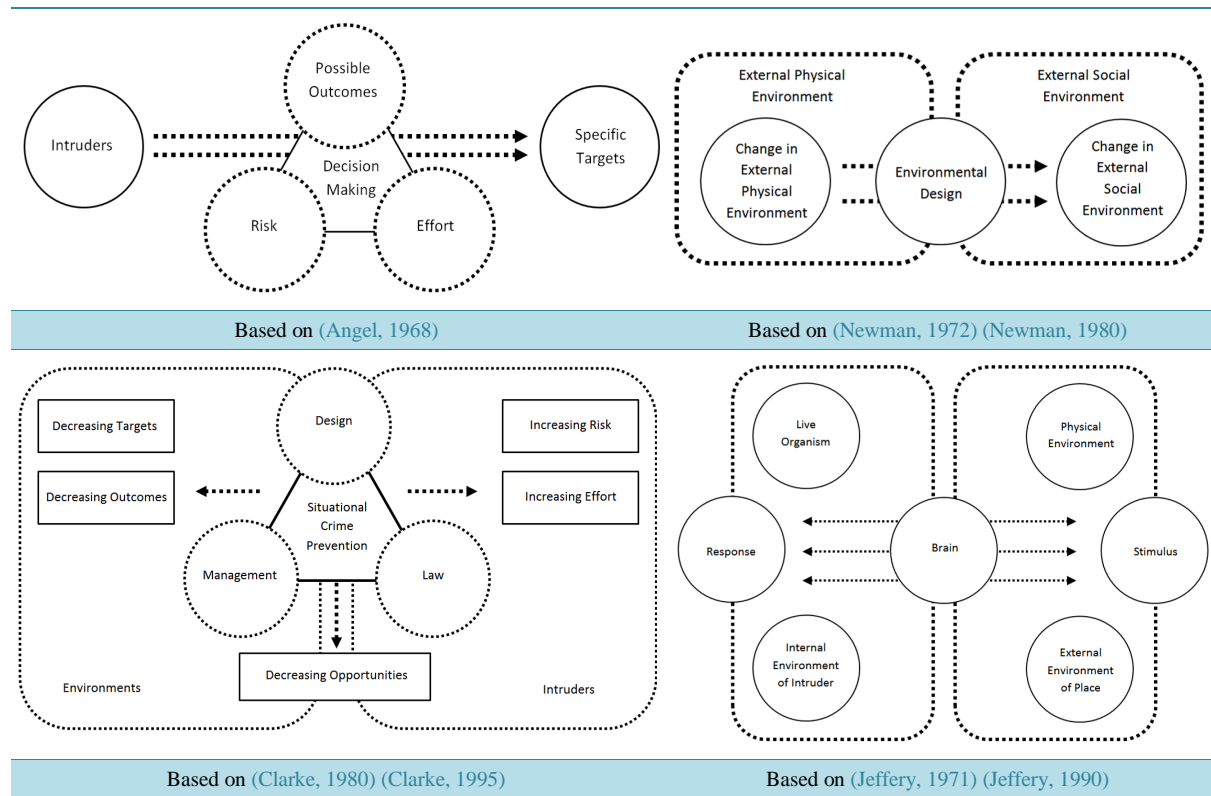 Intruders
Possible
Outcomes
Decision
Making
Risk
Effort
Specific
Targets
External Physical
Environment
Change in
External
Physical
Environment
Environmental
Design
External Social
Environment
Change in
External
Social
Environment
Based on (Angel, 1968)
Based on (Newman, 1972) (Newman, 1980)
Decreasing Targets
Decreasing Outcomes
Design
Situational
Crime
Prevention
Management
Law
Increasing Risk
Increasing Effort
Decreasing Opportunities
Environments
Intruders
Live
Organism
Physical
Environment
Response
Brain
Stimulus
Internal
Environment
of Intruder
External
Environment
of Place
Based on (Clarke, 1980) (Clarke, 1995)
Based on (Jeffery, 1971) (Jeffery, 1990)